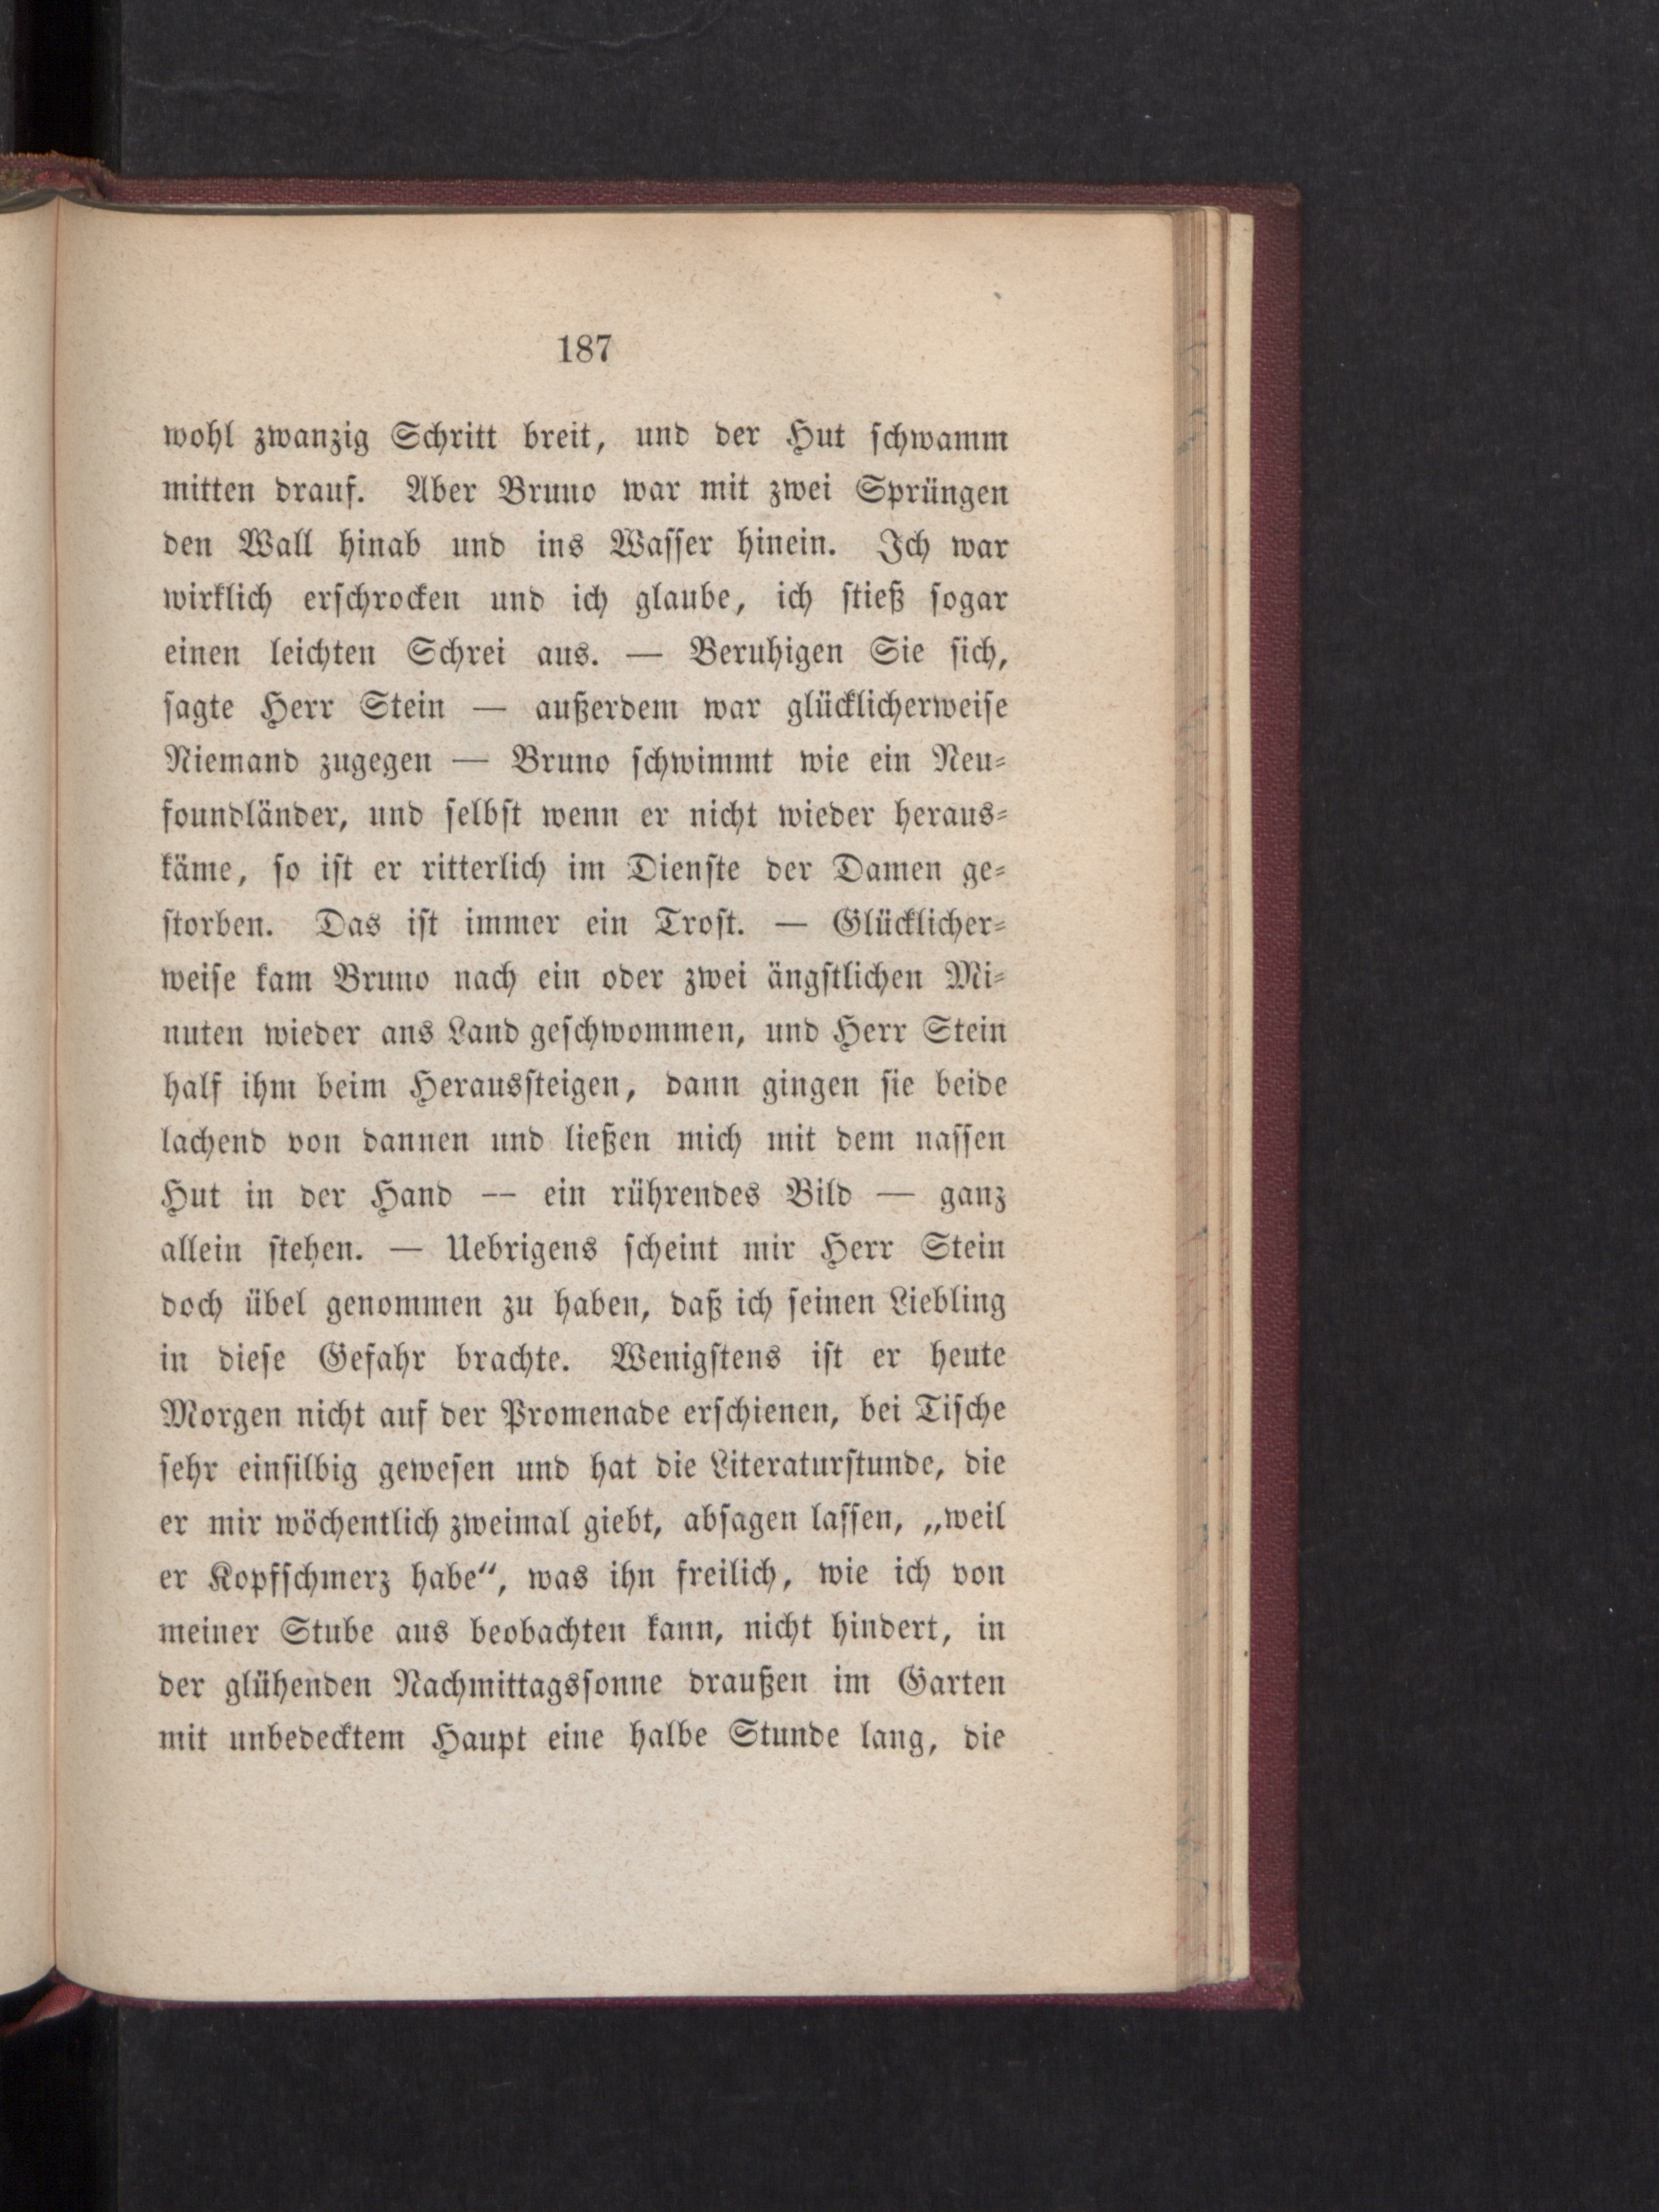 187
wohl zwanzig Schritt breit, und der Hut schwamm
mitten drauf. Aber Bruno war mit zwei Sprüngen
den Wall hinab und ins Wasser hinein. Ich war
wirklich erschrocken und ich glaube, ich stieß sogar
einen leichten Schrei aus. — Beruhigen Sie sich,
sagte Herr Stein — außerdem war glücklicherweise
Niemand zugegen — Bruno schwimmt wie ein Neu-
foundländer, und selbst wenn er nicht wieder heraus-
käme, so ist er ritterlich im Dienste der Damen ge-
storben. Das ist immer ein Trost. — Glücklicher-
weise kam Bruno nach ein oder zwei ängstlichen Mi-
nuten wieder ans Land geschwommen, und Herr Stein
half ihm beim Heraussteigen, dann gingen sie beide
lachend von dannen und ließen mich mit dem nassen
Hut in der Hand — ein rührendes Bild — ganz
allein stehen. — Uebrigens scheint mir Herr Stein
doch übel genommen zu haben, daß ich seinen Liebling
in diese Gefahr brachte. Wenigstens ist er heute
Morgen nicht auf der Promenade erschienen, bei Tische
sehr einsilbig gewesen und hat die Literaturstunde, die
er mir wöchentlich zweimal giebt, absagen lassen, „weil
er Kopfschmerz habe“, was ihn freilich, wie ich von
meiner Stube aus beobachten kann, nicht hindert, in
der glühenden Nachmittagssonne draußen im Garten
mit unbedecktem Haupt eine halbe Stunde lang, die